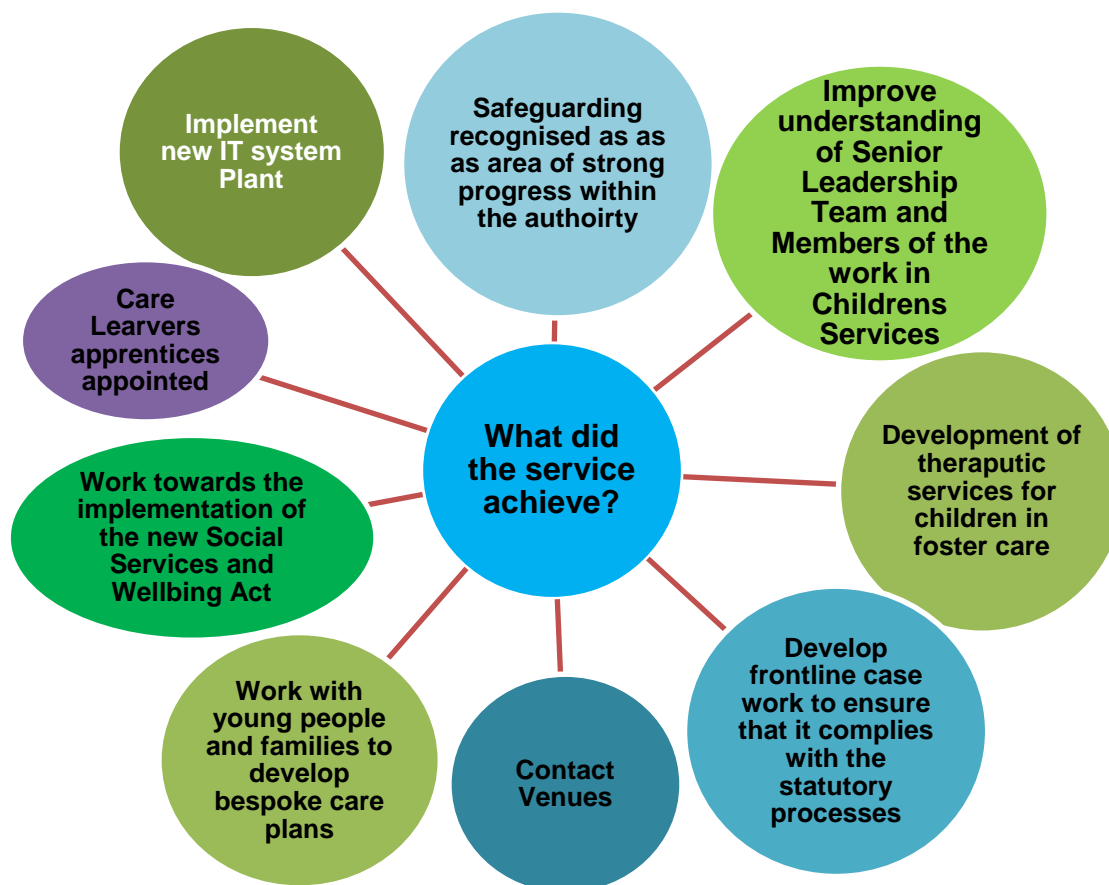 Implement
new IT system
Plant
Safeguarding
recognised as as
as area of strong
progress within
the authoirty
Improve
understanding
of Senior
Leadership
Team and
Members of the
work in
Childrens
Services
Care
Learvers
apprentices
appointed
What did
the service
achieve?
Development of
theraputic
services for
children in
foster care
Work towards the
implementation of
the new Social
Services and
Wellbing Act
Work with
young people
and families to
develop
bespoke care
plans
Contact
Venues
Develop
frontline case
work to ensure
that it complies
with the
statutory
processes